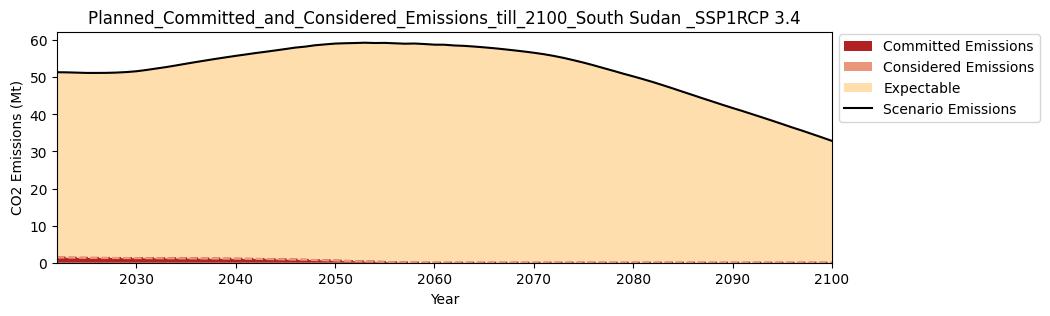 Planned_Committed_and_Considered_Emissions_till_2100_South Sudan _SSP1RCP 3.4
60
50
40
30
20
10
0
CO2 Emissions (Mt)
2030
2040
2050
2060
2070
2080
2090
2100
Year
Committed Emissions
Considered Emissions
Expectable
Scenario Emissions